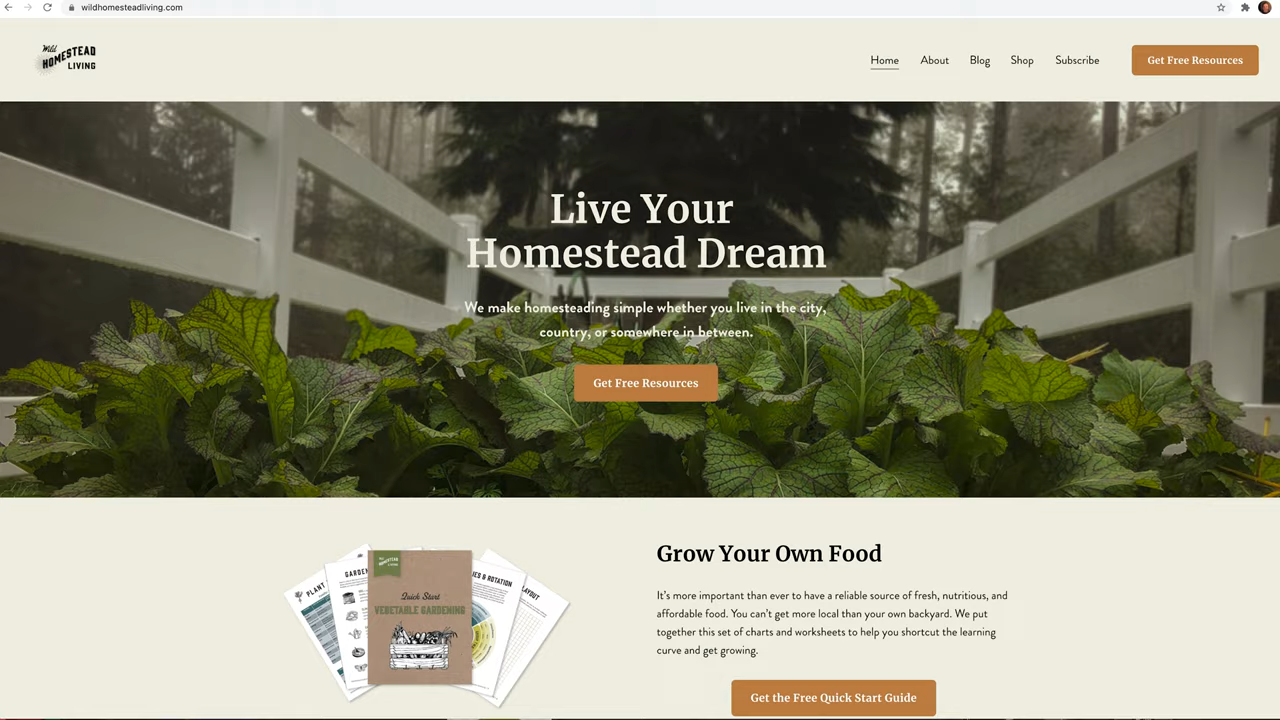 wildhomesteadliving.com
Wild
HOMESTEAD
LIVING
Home About Blog Shop Subscribe Get Free Resources
Live Your
Homestead Dream
We make homesteading simple whether you live in the city,
country, or somewhere in between.
Get Free Resources
Grow Your Own Food
It’s more important than ever to have a reliable source of fresh, nutritious, and
affordable food. You can’t get more local than your own backyard. We put
together this set of charts and worksheets to help you shortcut the learning
curve and get growing.
Get the Free Quick Start Guide
PLANT
GARDEN
HOMESTEAD
LIVING
Quick Start
VEGETABLE GARDENING
& ROTATION
LAYOUT